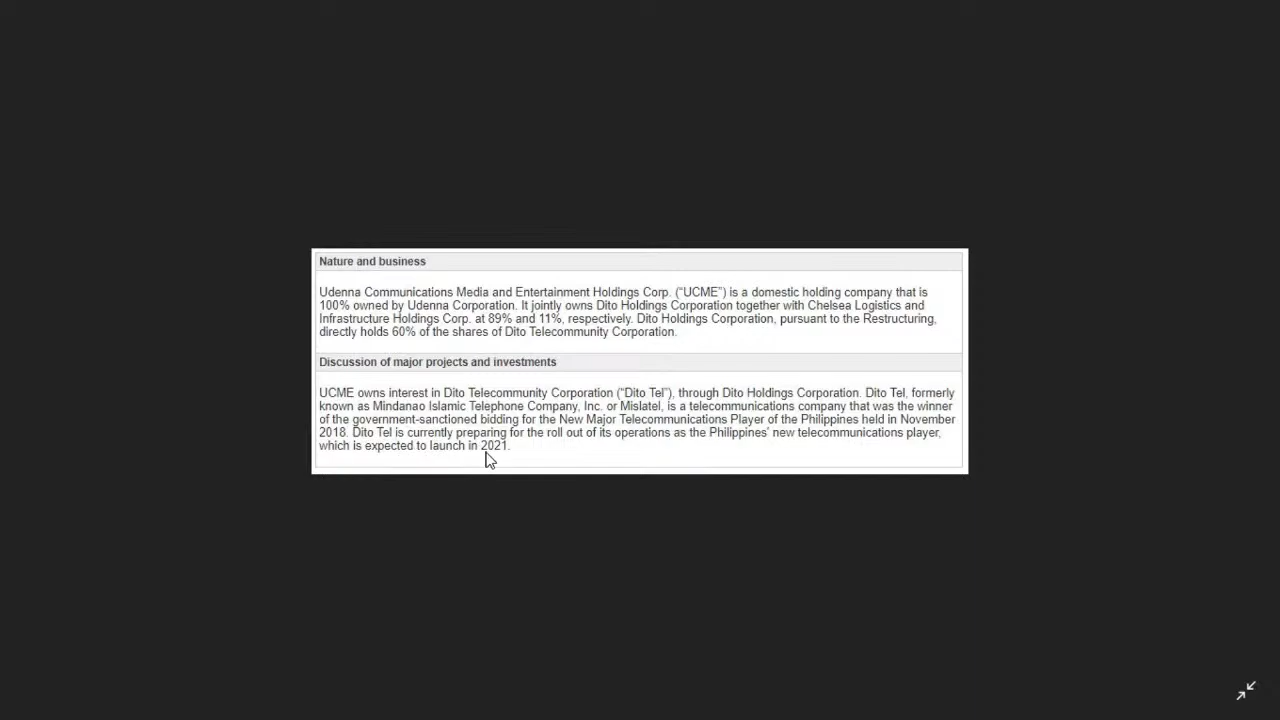 Nature and business
Udenna Communications Media and Entertainment Holdings Corp. (“UCME”) is a domestic holding company that is
100% owned by Udenna Corporation. It jointly owns Dito Holdings Corporation together with Chelsea Logistics and
Infrastructure Holdings Corp. at 89% and 11%, respectively. Dito Holdings Corporation, pursuant to the Restructuring,
directly holds 60% of the shares of Dito Telecommunity Corporation.
Discussion of major projects and investments
UCME owns interest in Dito Telecommunity Corporation (“Dito Tel”), through Dito Holdings Corporation. Dito Tel, formerly
known as Mindanao Islamic Telephone Company, Inc. or Mislatel, is a telecommunications company that was the winner
of the government-sanctioned bidding for the New Major Telecommunications Player of the Philippines held in November
2018. Dito Tel is currently preparing for the roll out of its operations as the Philippines’ new telecommunications player,
which is expected to launch in 2021.